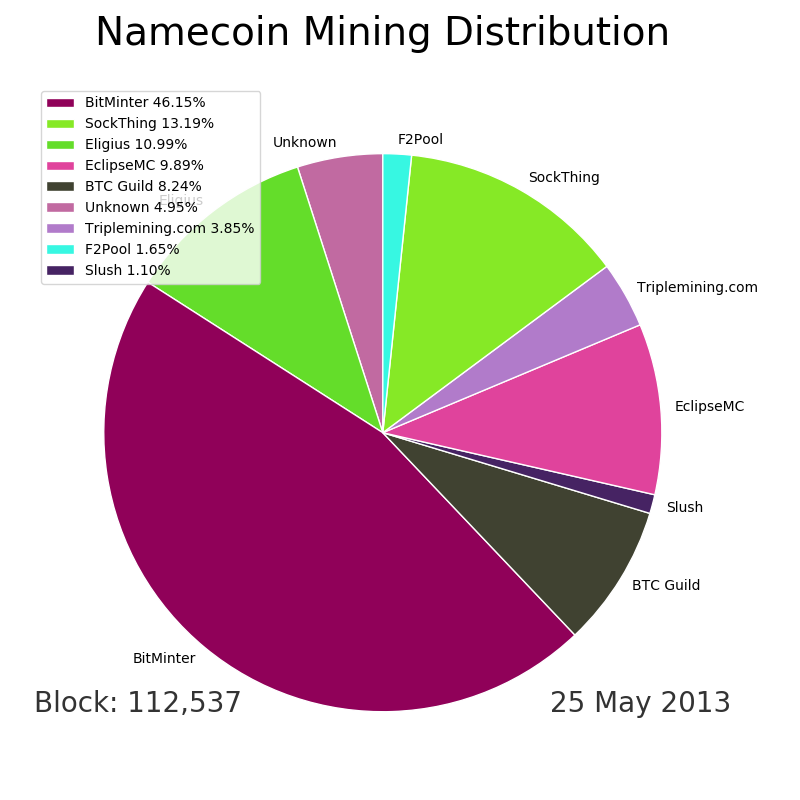 Namecoin Mining Distribution
BitMinter 46.15%
SockThing 13.19%
Eligius 10.99%
EclipseMC 9.89%
BTC Guild 8.24%
Unknown 4.95%
Triplemining.com 3.85%
F2Pool 1.65%
Slush 1.10%
Unknown
F2Pool
SockThing
Eligius
Triplemining.com
EclipseMC
Slush
BTC Guild
BitMinter
Block: 112,537
25 May 2013